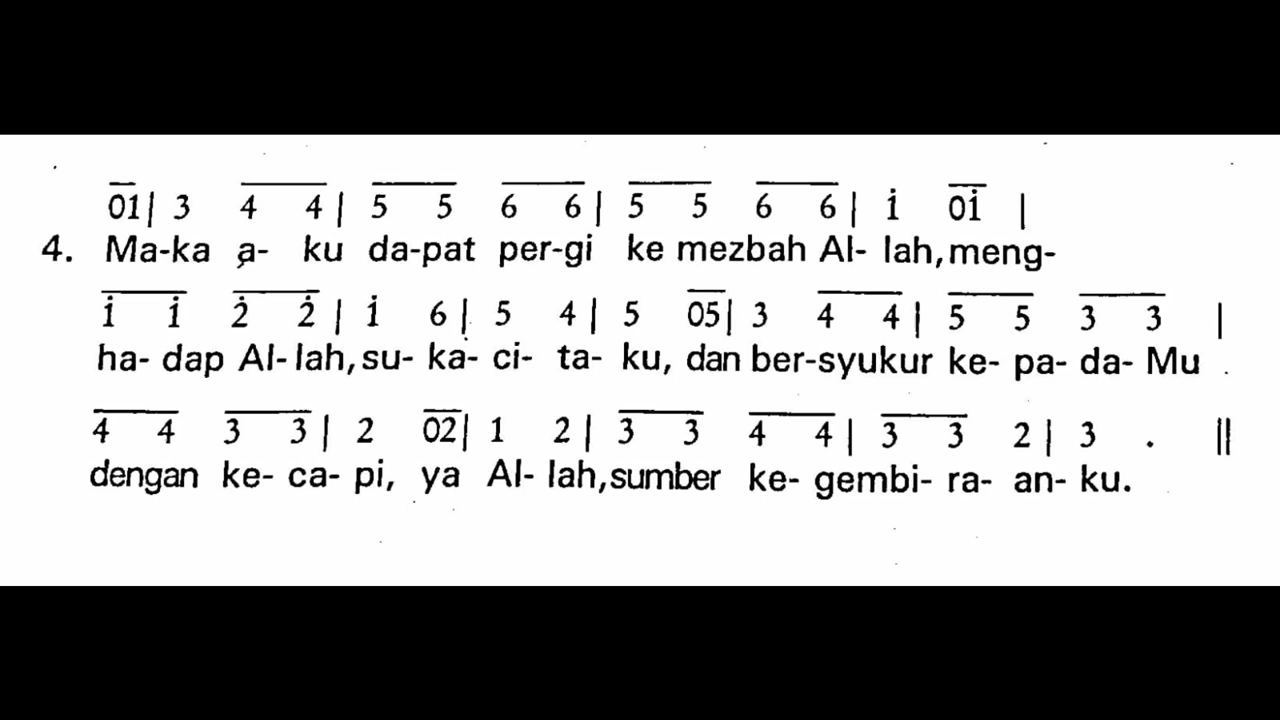 01| 3 4 4| 5 5 6 6| 5 5 6 6| i 0i |
4. Ma-ka a- ku da-pat per-gi ke mezbah Al- lah, meng-
i i 2̇ 2̇ | i 6| 5 4| 5 05| 3 4 4| 5 5 3 3 |
ha- dap Al- lah, su- ka- ci- ta- ku, dan ber-syukur ke- pa- da- Mu
4 4 3 3| 2 02| 1 2| 3 3 4 4| 3 3 2| 3 . ||
dengan ke- ca- pi, ya Al- lah, sumber ke- gembi- ra- an- ku.